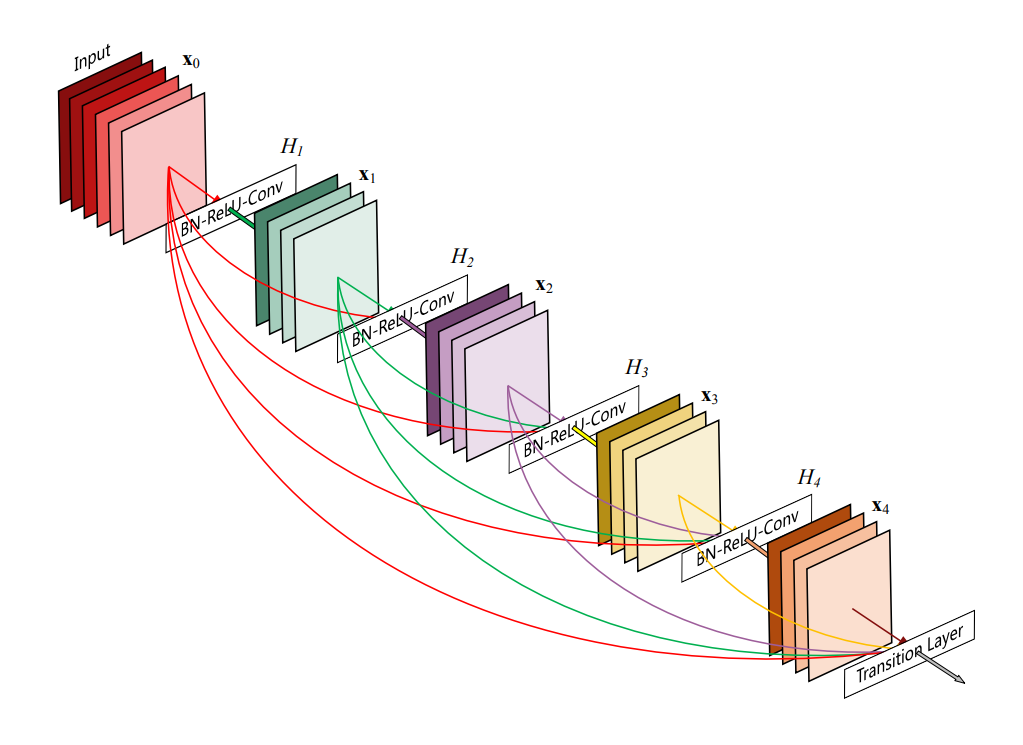 Input
x0
H1
BN-ReLU-Conv
x1
H2
BN-ReLU-Conv
x2
H3
BN-ReLU-Conv
x3
H4
BN-ReLU-Conv
x4
Transition Layer